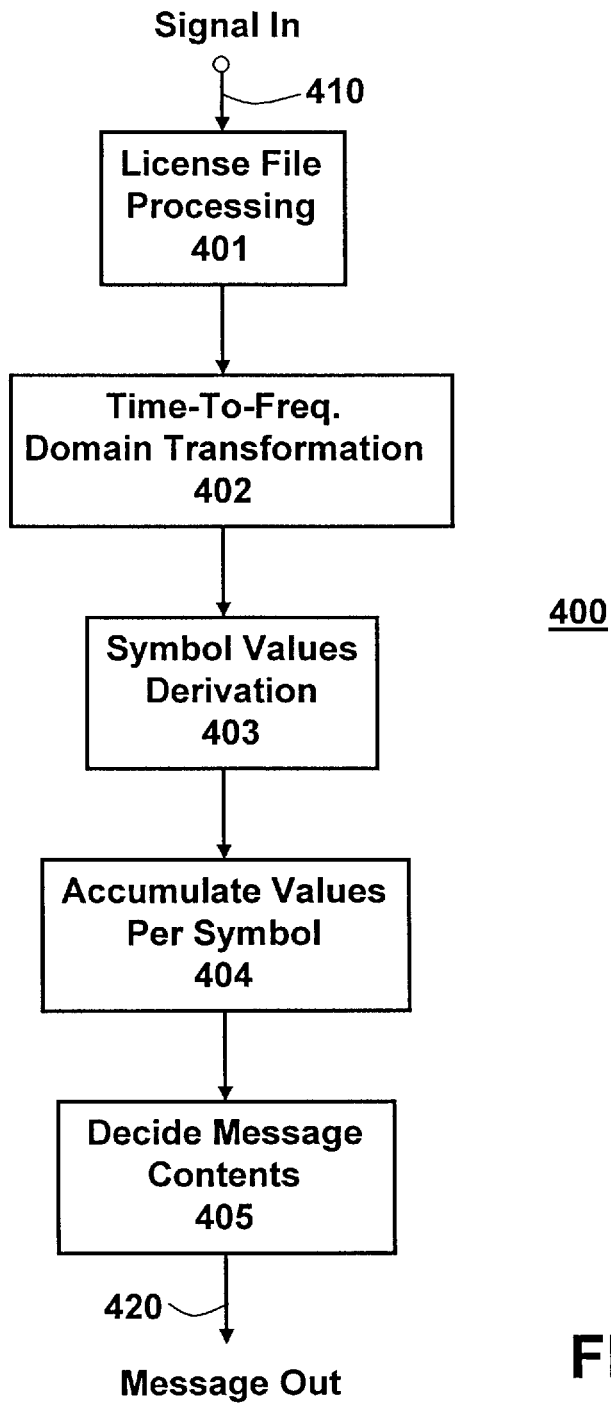 Signal In
410
License File
Processing
401
Time-To-Freq.
Domain Transformation
402
400
Symbol Values
Derivation
403
Accumulate Values
Per Symbol
404
Decide Message
Contents
405
420
Message Out